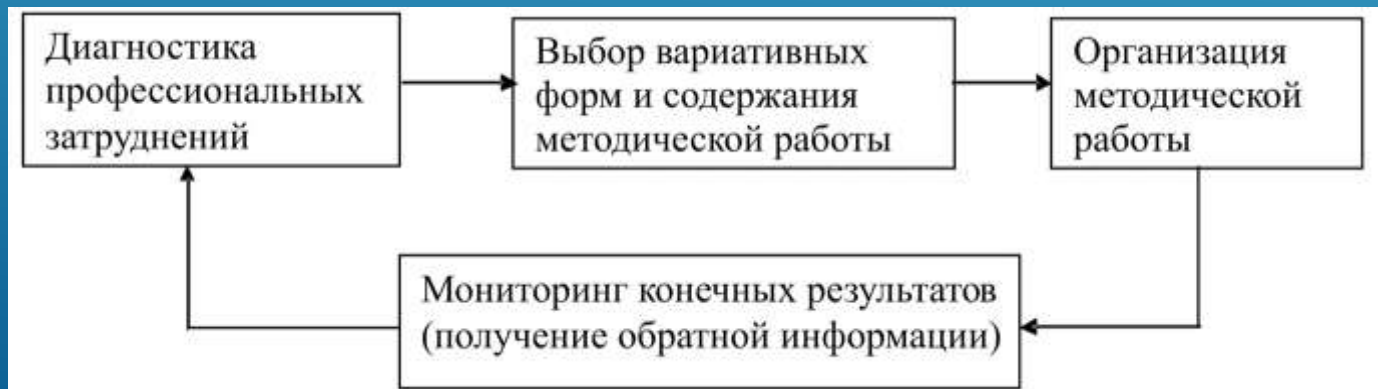 Диагностика
профессиональных
затруднений
Выбор вариативных
форм и содержания
методической работы
Организация
методической
работы
Мониторинг конечных результатов
(получение обратной информации)